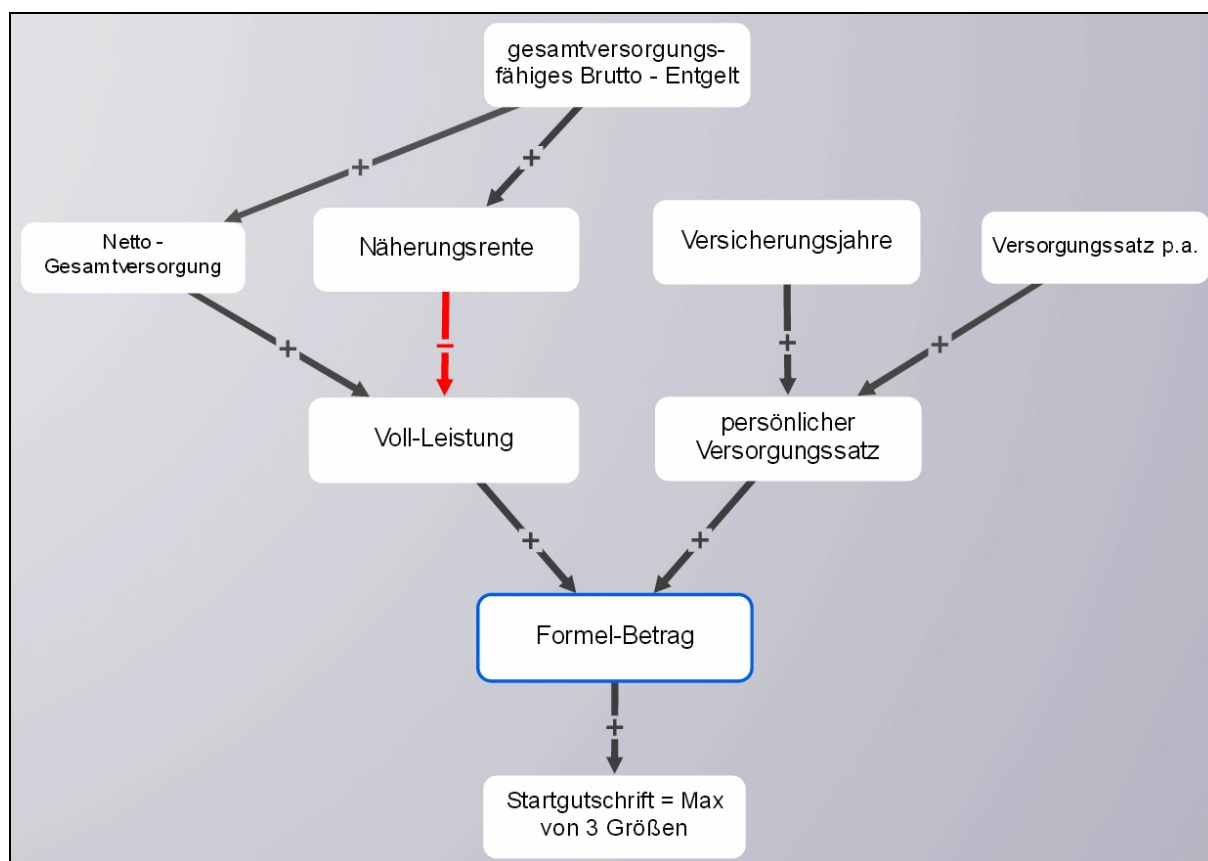 gesamtversorgungs-
fähiges Brutto - Entgelt
+
+
Netto -
Gesamtversorgung
Näherungsrente
Versicherungsjahre
Versorgungssatz p.a.
+
–
+
+
Voll-Leistung
persönlicher
Versorgungssatz
+
+
Formel-Betrag
+
Startgutschrift = Max
von 3 Größen